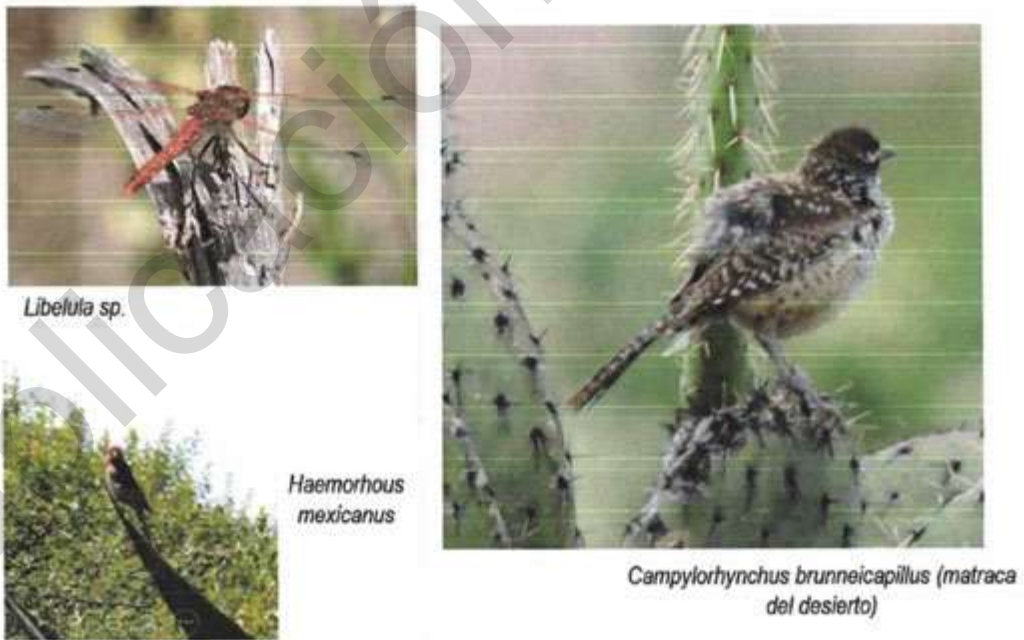 Libelula sp.
Haemorhous
mexicanus
Campylorhynchus brunneicapillus (matraca
del desierto)